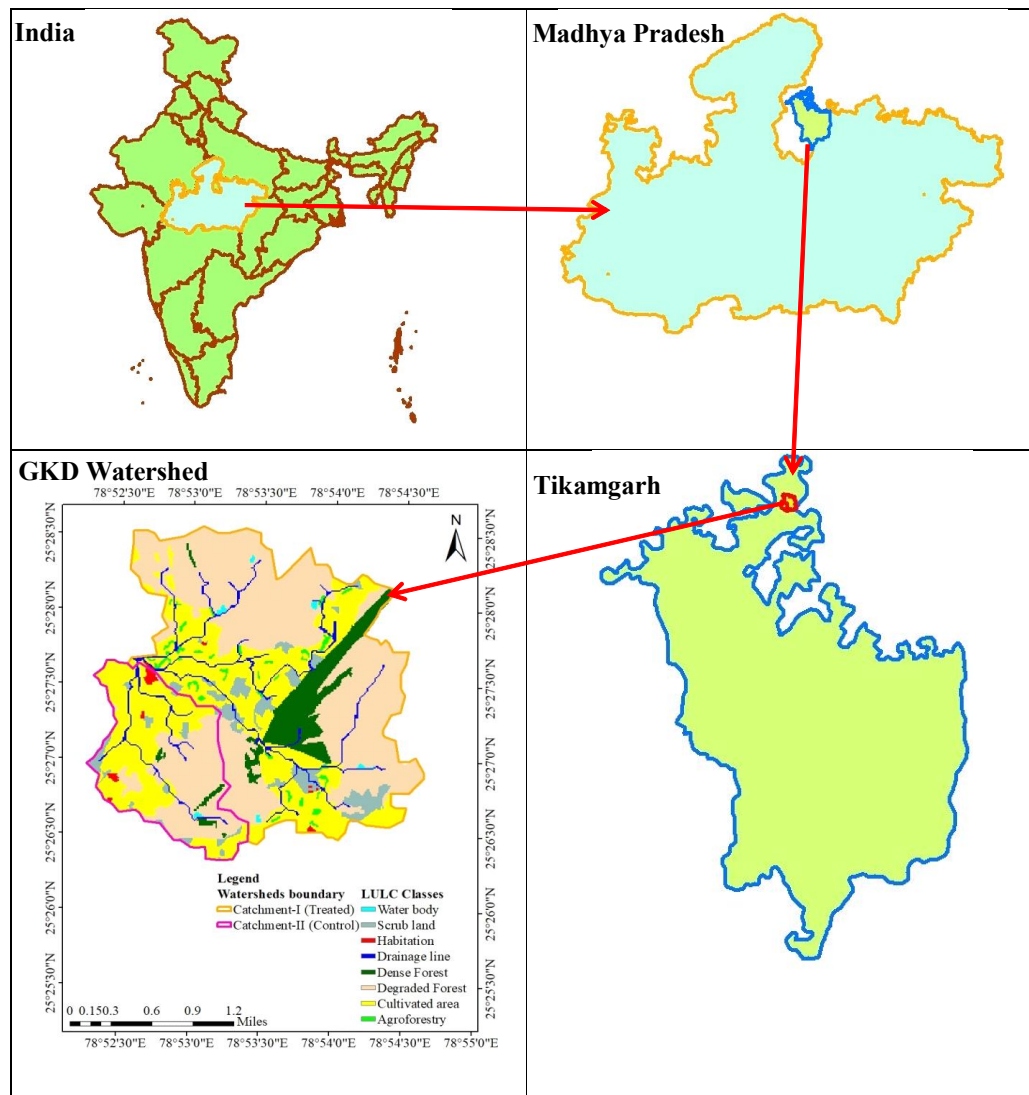 India
Madhya Pradesh
GKD Watershed
Tikamgarh
78°52'30"E 78°53'0"E 78°53'30"E 78°54'0"E 78°54'30"E
N
25°28'30"N
25°28'0"N
25°27'30"N
25°27'0"N
25°26'30"N
25°26'0"N
25°25'30"N
25°28'30"N
25°28'0"N
25°27'30"N
25°27'0"N
25°26'30"N
25°26'0"N
25°25'30"N
Legend
Watersheds boundary
Catchment-I (Treated)
Catchment-II (Control)
LULC Classes
Water body
Scrub land
Habitation
Drainage line
Dense Forest
Degraded Forest
Cultivated area
Agroforestry
0 0.15 0.3 0.6 0.9 1.2
Miles
78°52'30"E 78°53'0"E 78°53'30"E 78°54'0"E 78°54'30"E 78°55'0"E